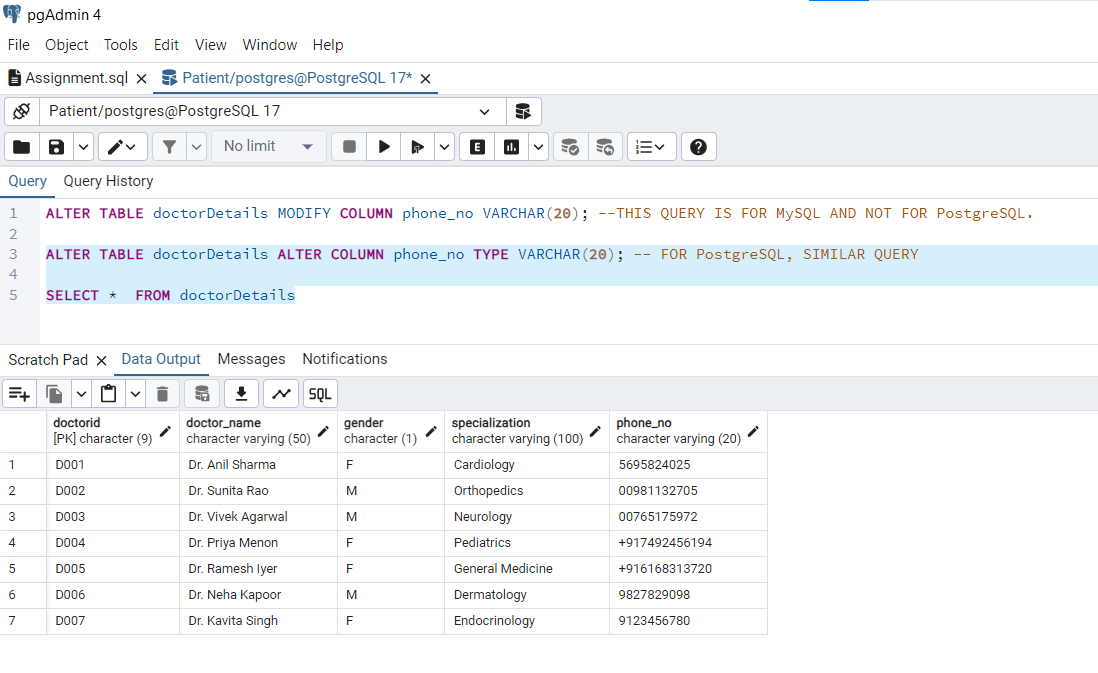 pgAdmin 4
File Object Tools Edit View Window Help
Assignment.sql Patient/postgres@PostgreSQL 17*
Patient/postgres@PostgreSQL 17
No limit E
Query Query History
1 ALTER TABLE doctorDetails MODIFY COLUMN phone_no VARCHAR(20); --THIS QUERY IS FOR MySQL AND NOT FOR PostgreSQL.
2
3 ALTER TABLE doctorDetails ALTER COLUMN phone_no TYPE VARCHAR(20); -- FOR PostgreSQL, SIMILAR QUERY
4
5 SELECT * FROM doctorDetails
Scratch Pad Data Output Messages Notifications
SQL
doctorid doctor_name gender specialization phone_no
[PK] character (9) character varying (50) character (1) character varying (100) character varying (20)
1 D001 Dr. Anil Sharma F Cardiology 5695824025
2 D002 Dr. Sunita Rao M Orthopedics 00981132705
3 D003 Dr. Vivek Agarwal M Neurology 00765175972
4 D004 Dr. Priya Menon F Pediatrics +917492456194
5 D005 Dr. Ramesh Iyer F General Medicine +916168313720
6 D006 Dr. Neha Kapoor M Dermatology 9827829098
7 D007 Dr. Kavita Singh F Endocrinology 9123456780